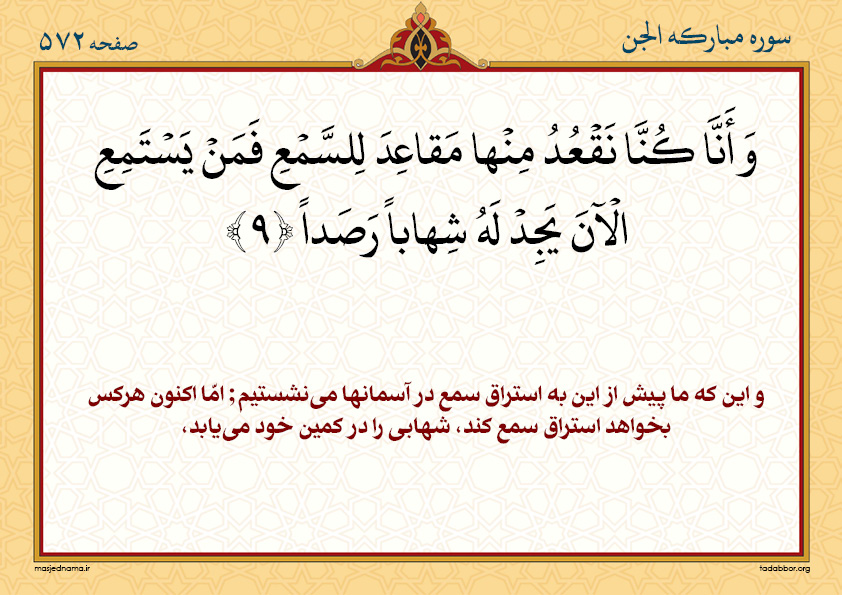 سوره مبارکه الجن
صفحه ۵۷۲
وَ أَنَّا كُنَّا نَقْعُدُ مِنْها مَقاعِدَ لِلسَّمْعِ فَمَنْ يَسْتَمِعِ
الْآنَ يَجِدْ لَهُ شِهاباً رَصَداً ﴿۹﴾
و این که ما پیش از این به استراق سمع در آسمانها می‌نشستیم؛ امّا اکنون هرکس
بخواهد استراق سمع کند، شهابی را در کمین خود می‌یابد،
masjednama.ir
tadabbor.org